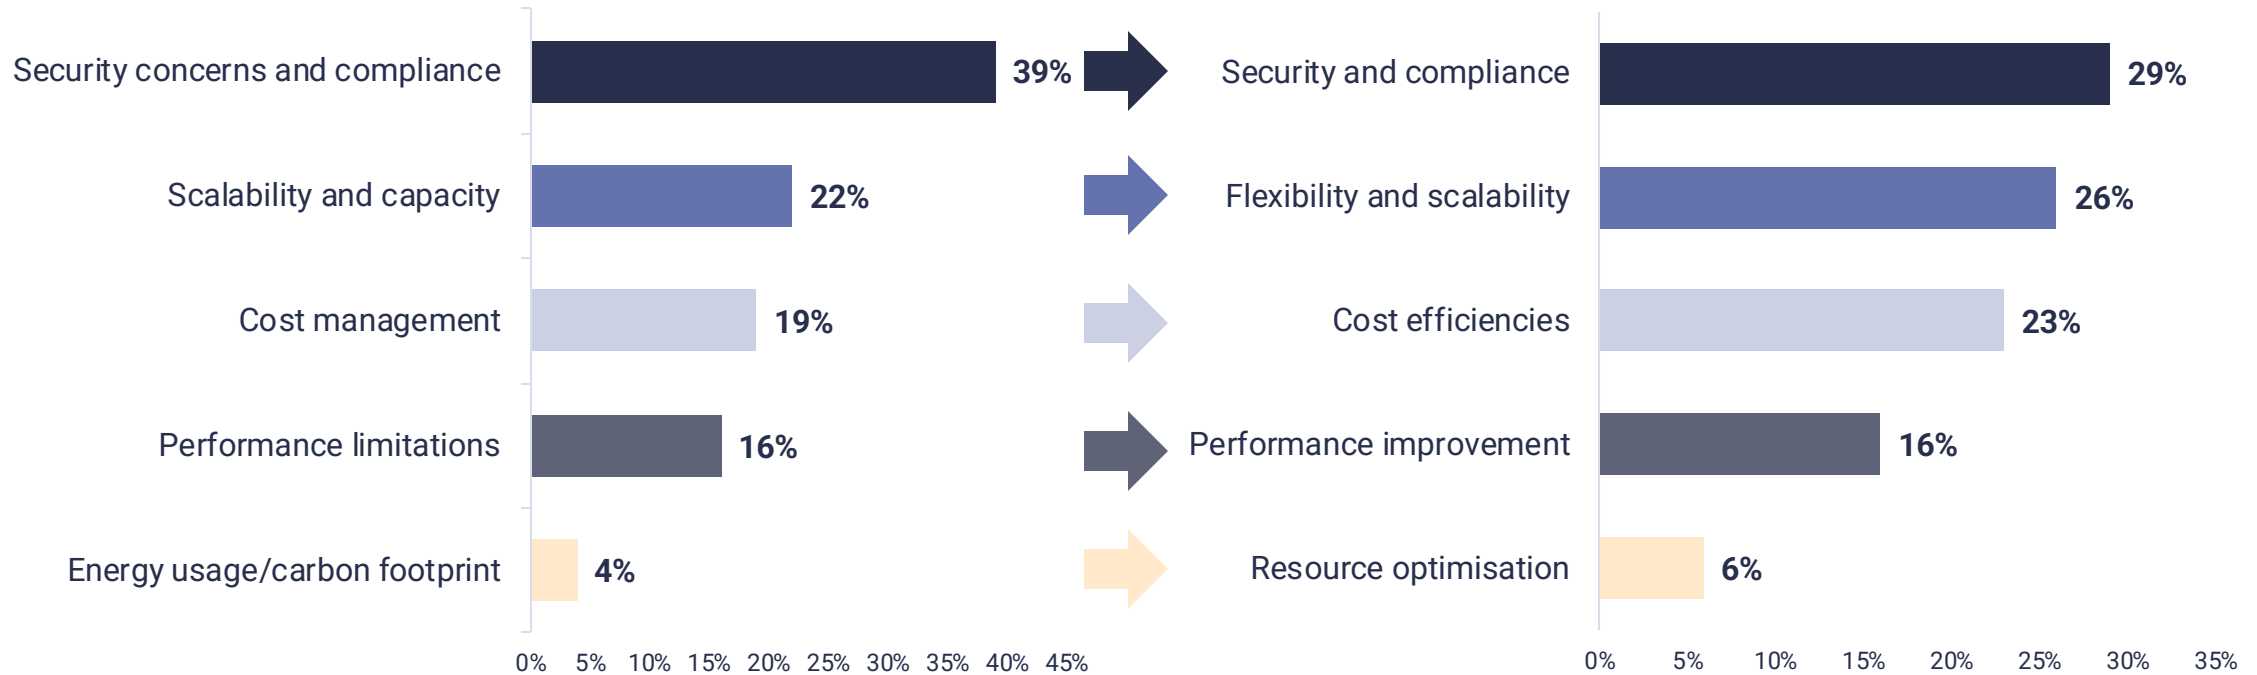 Security concerns and compliance 39%
Scalability and capacity 22%
Cost management 19%
Performance limitations 16%
Energy usage/carbon footprint 4%
0% 5% 10% 15% 20% 25% 30% 35% 40% 45%
Security and compliance 29%
Flexibility and scalability 26%
Cost efficiencies 23%
Performance improvement 16%
Resource optimisation 6%
0% 5% 10% 15% 20% 25% 30% 35%